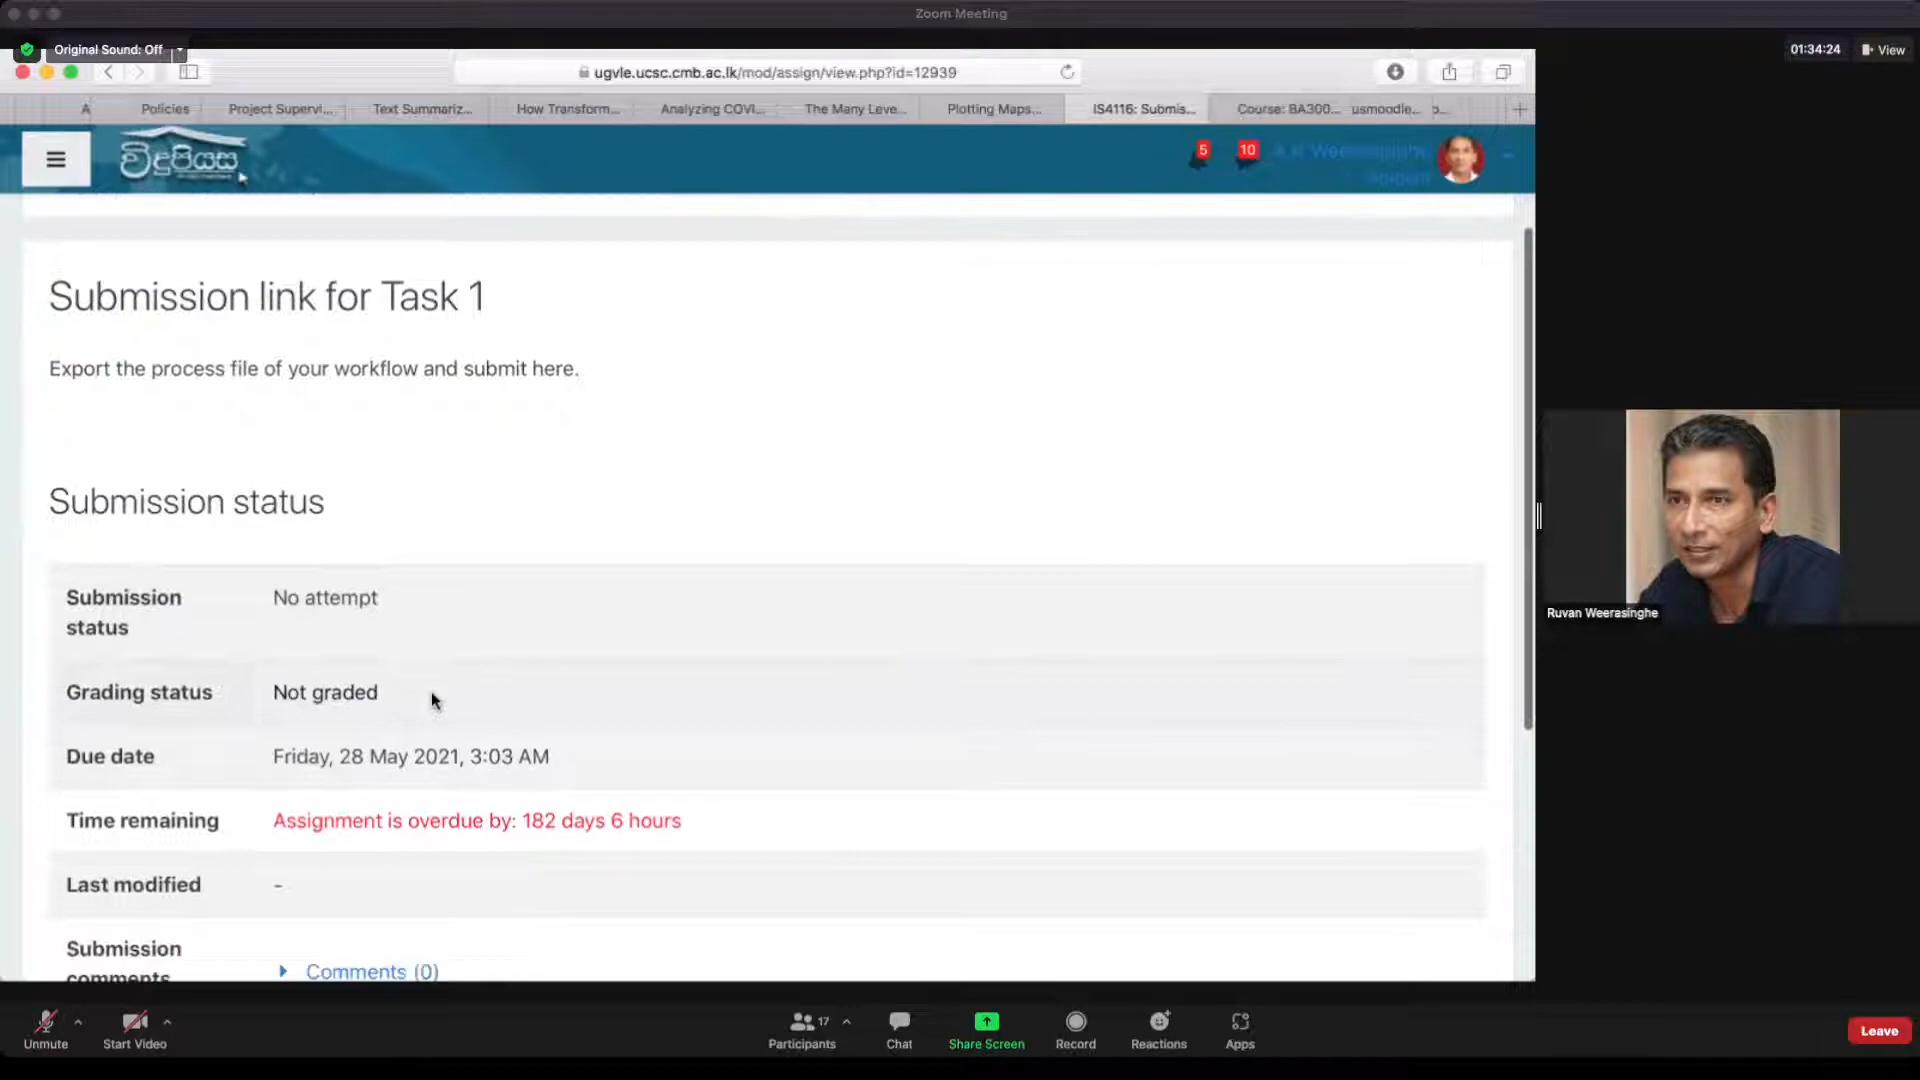 Zoom Meeting
Original Sound: Off
01:34:24
View
ugvle.ucsc.cmb.ac.lk/mod/assign/view.php?id=12939
A
Policies
Project Supervi...
Text Summariz...
How Transform...
Analyzing COVI...
The Many Leve...
Plotting Maps...
IS4116: Submis...
Course: BA300...
usmoodle...
විදුපියස
5
10
Submission link for Task 1
Export the process file of your workflow and submit here.
Submission status
Submission status
No attempt
Grading status
Not graded
Due date
Friday, 28 May 2021, 3:03 AM
Time remaining
Assignment is overdue by: 182 days 6 hours
Last modified
-
Submission comments
Comments (0)
Ruvan Weerasinghe
Unmute
Start Video
17
Participants
Chat
Share Screen
Record
Reactions
Apps
Leave